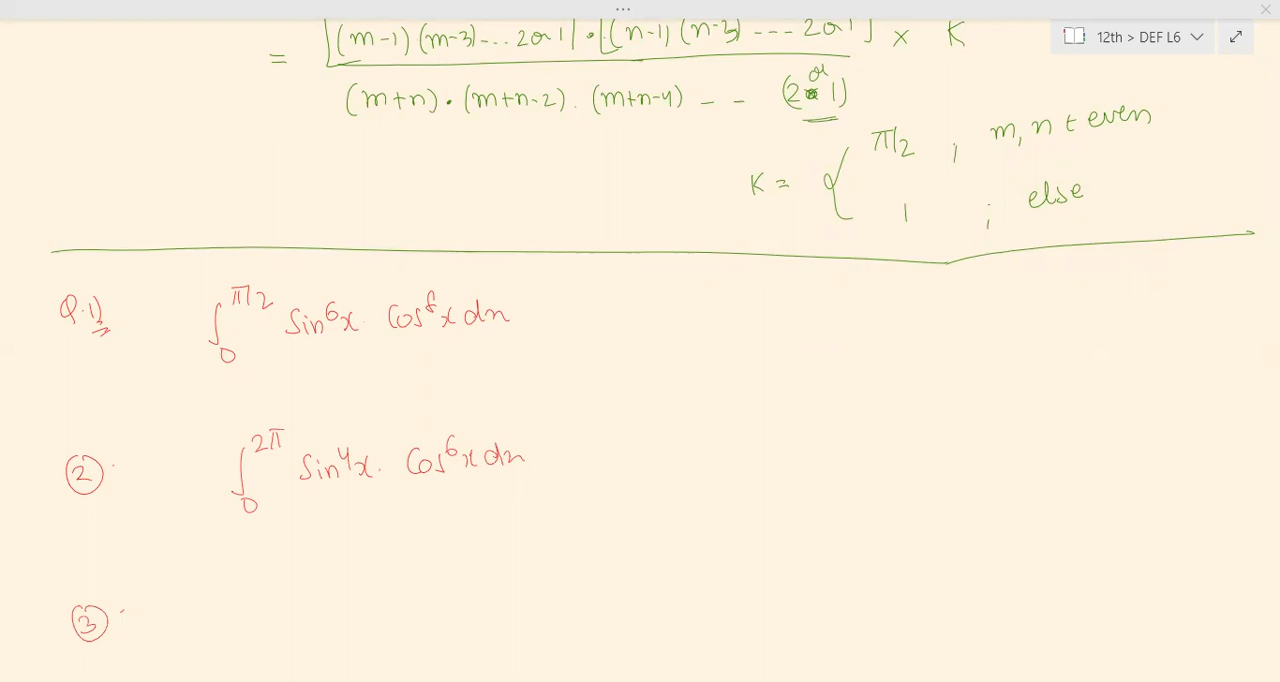 ...
12th > DEF L6
= [(m-1)(m-3)--... 2 or 1] • [(n-1)(n-3) ---- 2 or 1] × K
(m+n) • (m+n-2) . (m+n-4) - - (2 or 1)
K = { π/2 ; m, n ∈ even
1 ; else
Q.1) ∫₀^π/2 sin⁶x . cos⁸x dx
② ∫₀^2π sin⁴x . cos⁶x dx
③